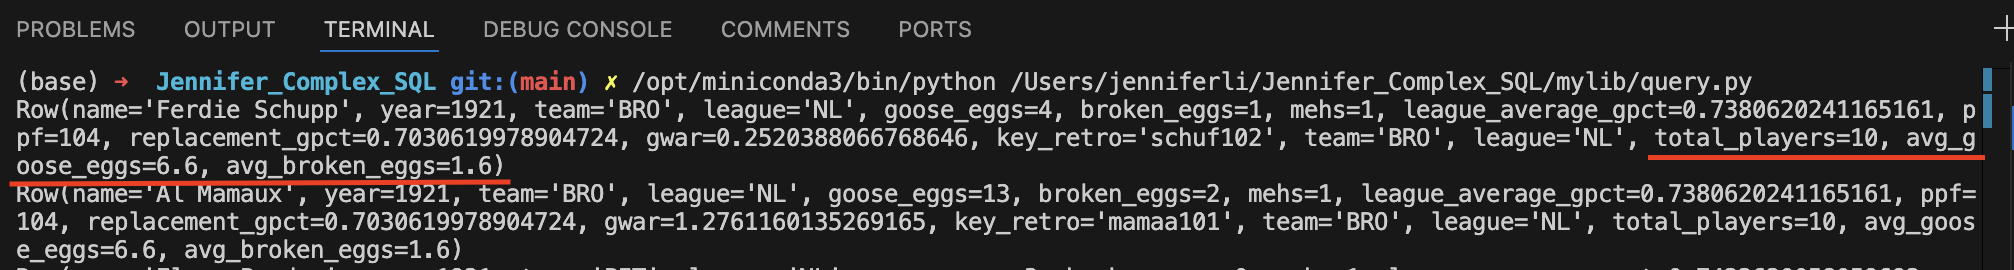 PROBLEMS OUTPUT TERMINAL DEBUG CONSOLE COMMENTS PORTS
(base) ➜ Jennifer_Complex_SQL git:(main) ✗ /opt/miniconda3/bin/python /Users/jenniferli/Jennifer_Complex_SQL/mylib/query.py
Row(name='Ferdie Schupp', year=1921, team='BRO', league='NL', goose_eggs=4, broken_eggs=1, mehs=1, league_average_gpct=0.7380620241165161, p
pf=104, replacement_gpct=0.7030619978904724, gwar=0.2520388066768646, key_retro='schuf102', team='BRO', league='NL', total_players=10, avg_g
oose_eggs=6.6, avg_broken_eggs=1.6)
Row(name='Al Mamaux', year=1921, team='BRO', league='NL', goose_eggs=13, broken_eggs=2, mehs=1, league_average_gpct=0.7380620241165161, ppf=
104, replacement_gpct=0.7030619978904724, gwar=1.2761160135269165, key_retro='mamaa101', team='BRO', league='NL', total_players=10, avg_goos
e_eggs=6.6, avg_broken_eggs=1.6)